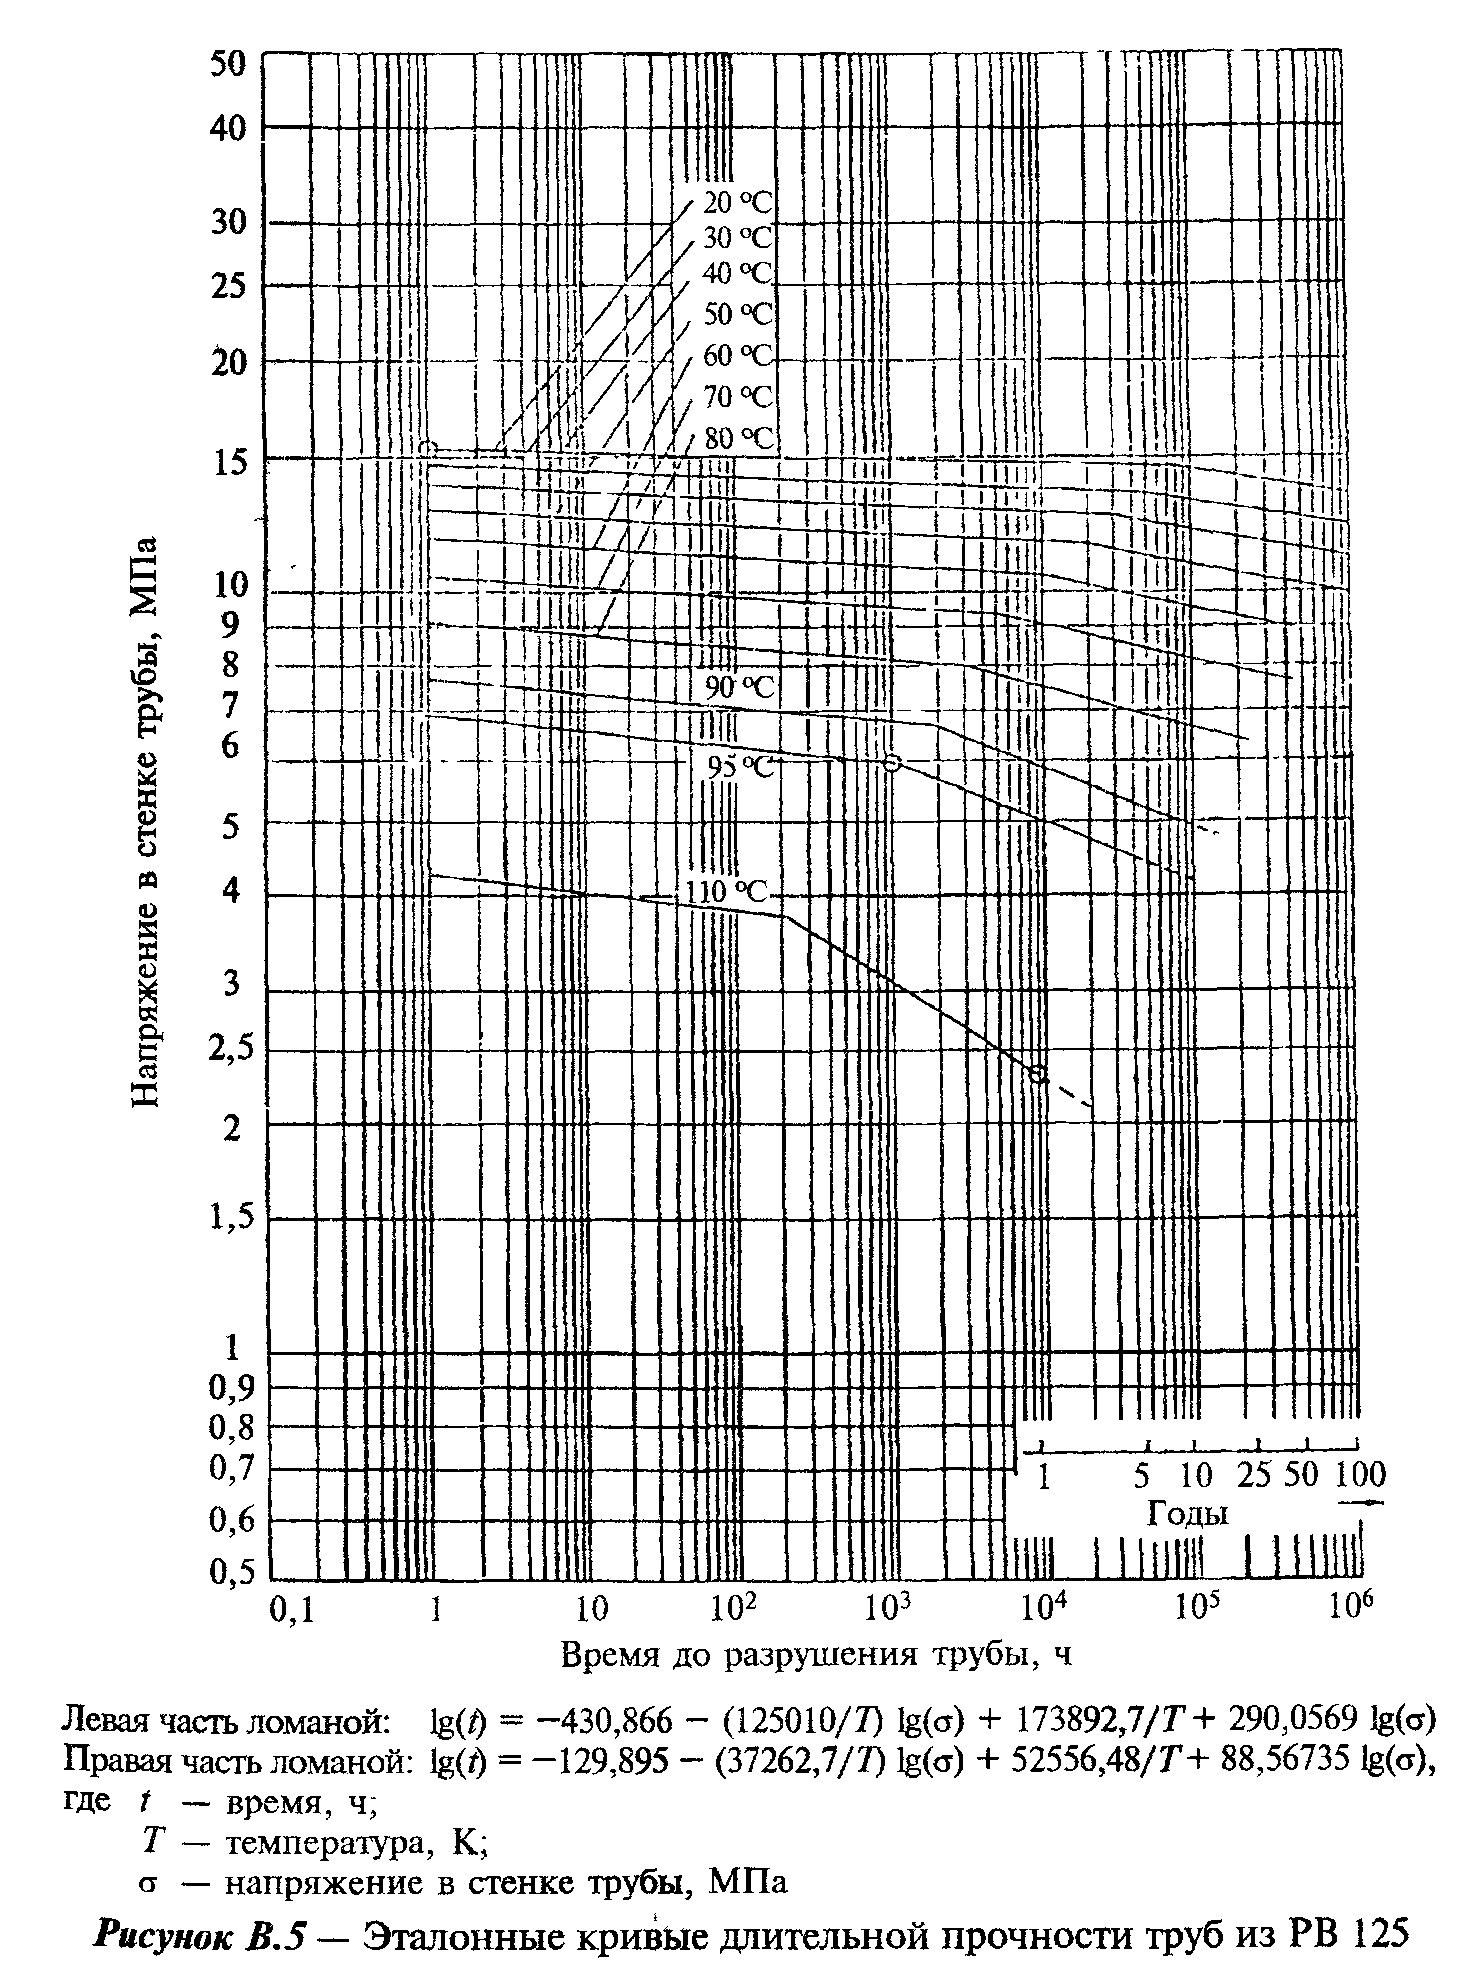 50
40
30
25
20
15
10
9
8
7
6
5
4
3
2,5
2
1,5
1
0,9
0,8
0,7
0,6
0,5
Напряжение в стенке трубы, МПа
20 °C
30 °C
40 °C
50 °C
60 °C
70 °C
80 °C
90 °C
95 °C
110 °C
1 5 10 25 50 100
Годы
0,1 1 10 10² 10³ 10⁴ 10⁵ 10⁶
Время до разрушения трубы, ч
Левая часть ломаной: lg(t) = −430,866 − (125010/T) lg(σ) + 173892,7/T + 290,0569 lg(σ)
Правая часть ломаной: lg(t) = −129,895 − (37262,7/T) lg(σ) + 52556,48/T + 88,56735 lg(σ),
где t — время, ч;
T — температура, К;
σ — напряжение в стенке трубы, МПа
Рисунок В.5 — Эталонные кривые длительной прочности труб из PB 125